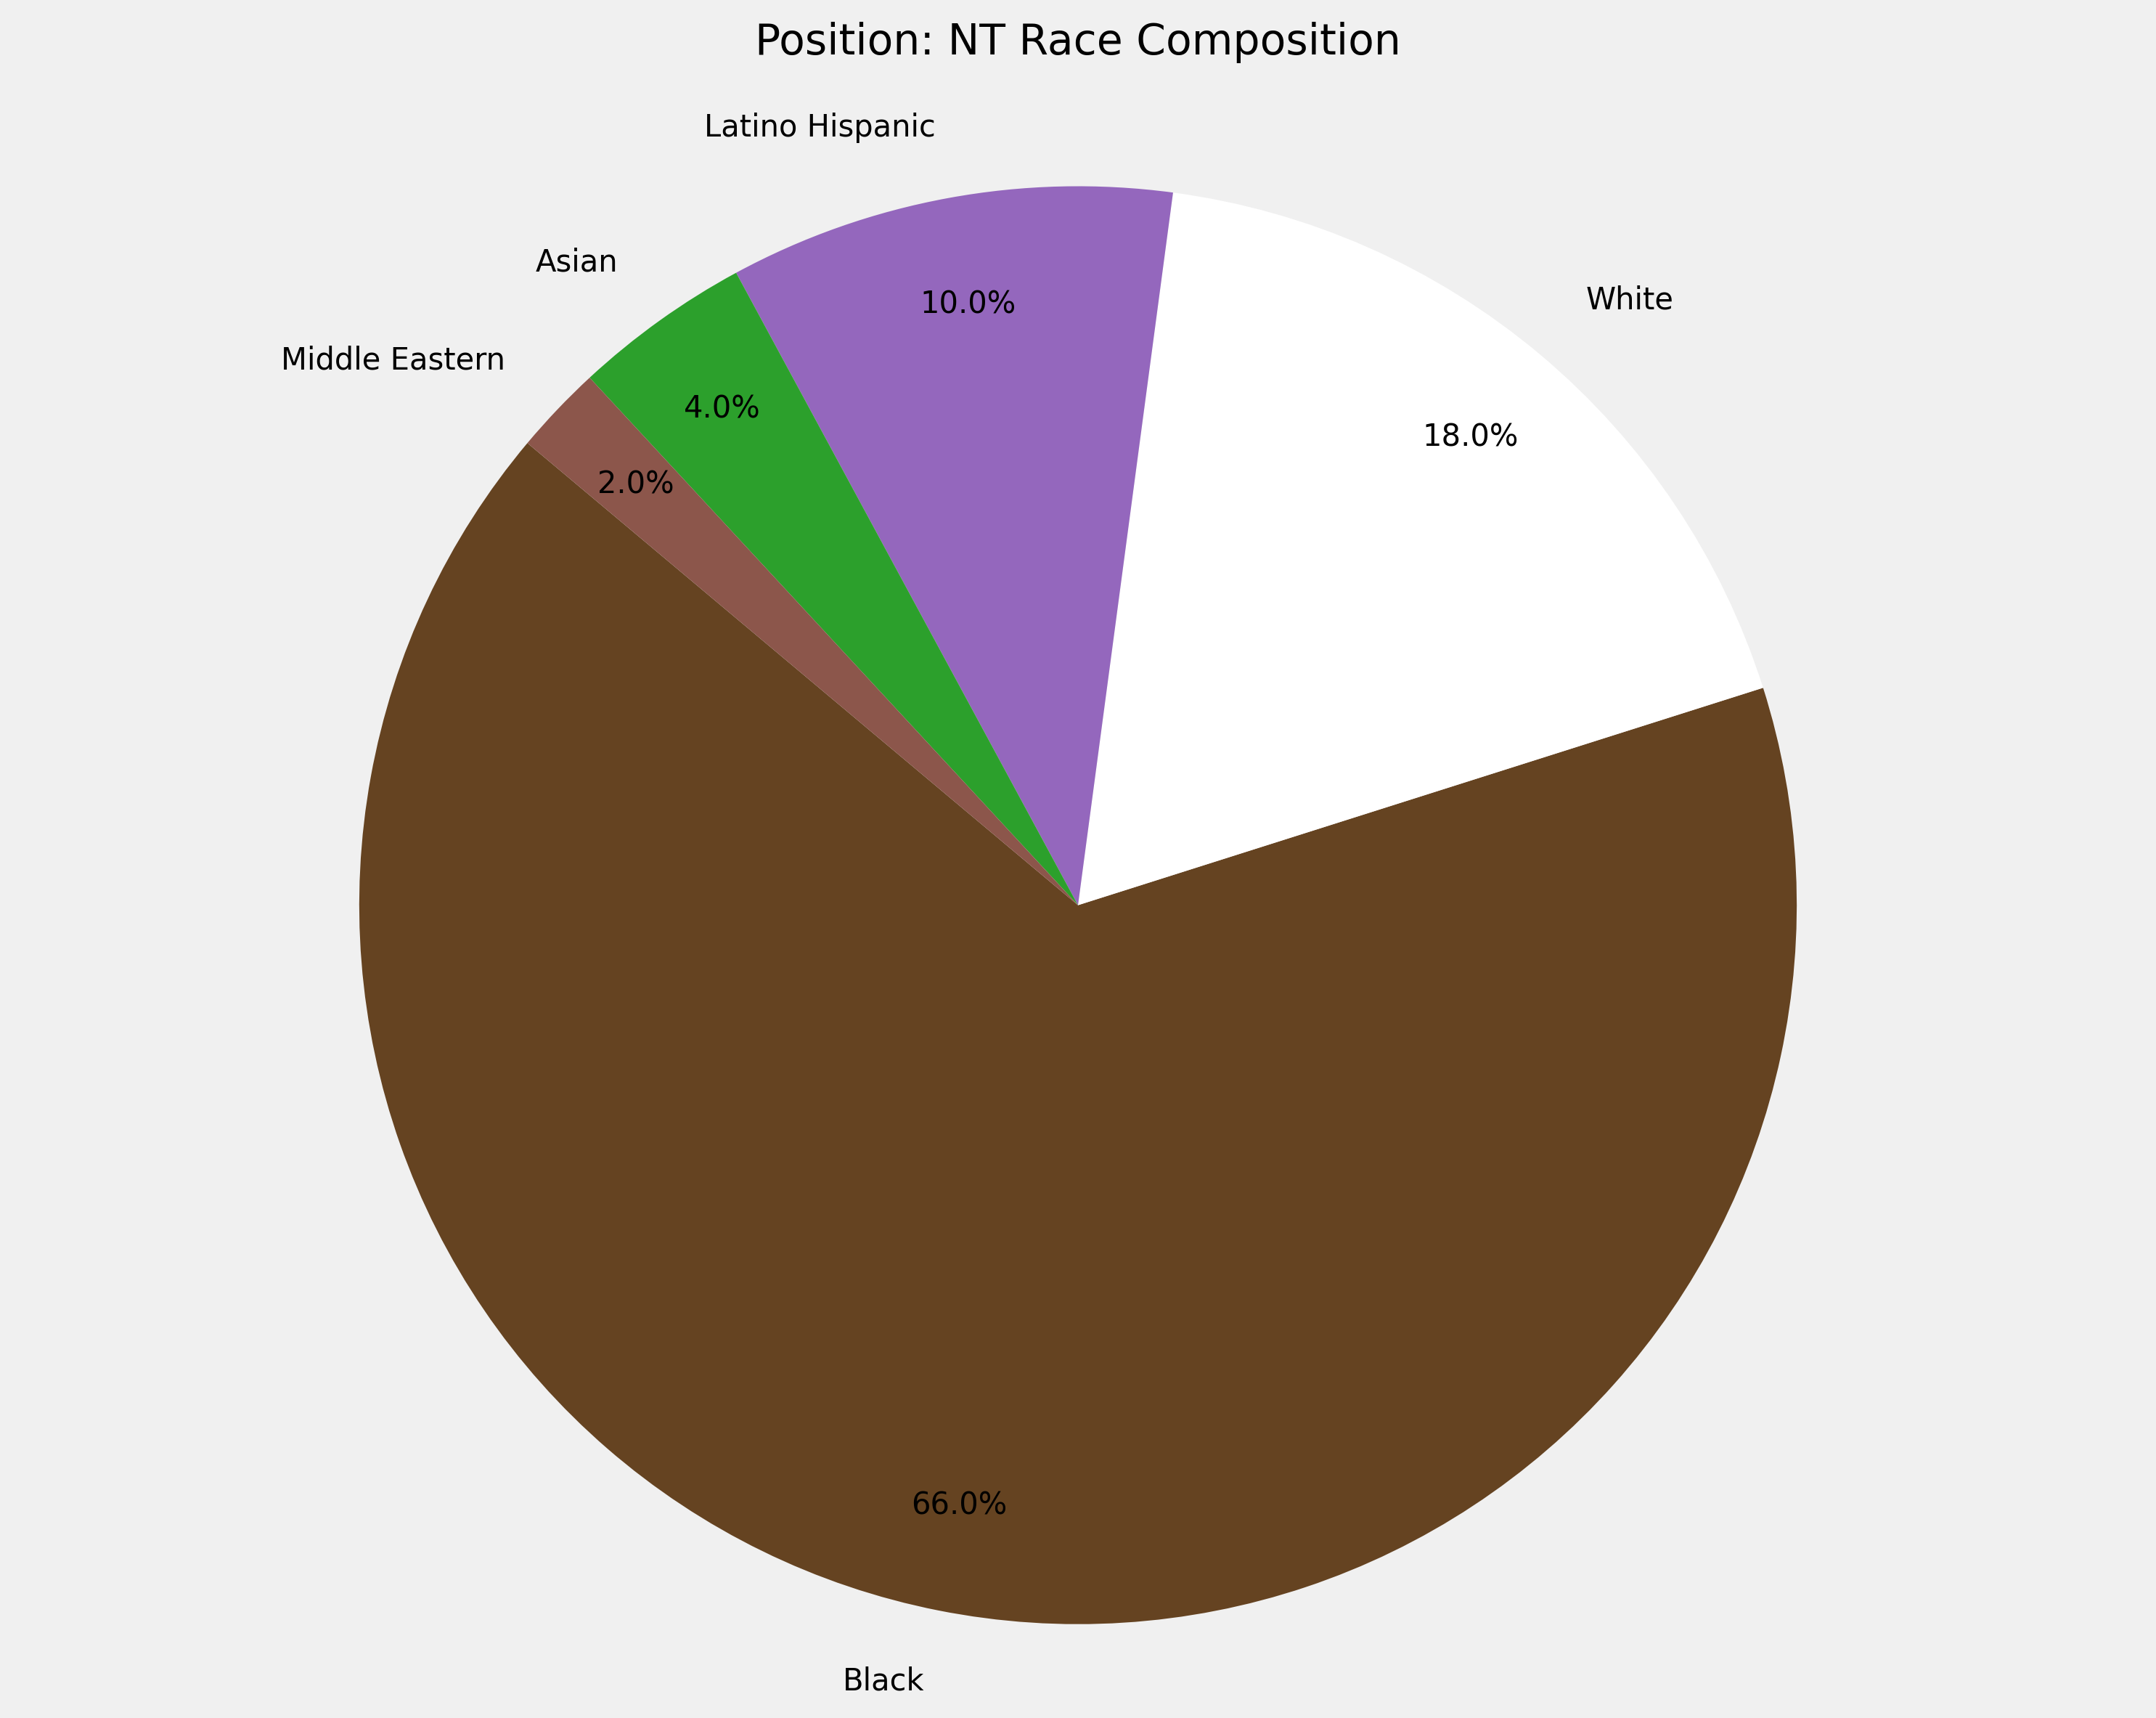 Position: NT Race Composition
Latino Hispanic
Asian
White
10.0%
Middle Eastern
4.0%
18.0%
2.0%
66.0%
Black